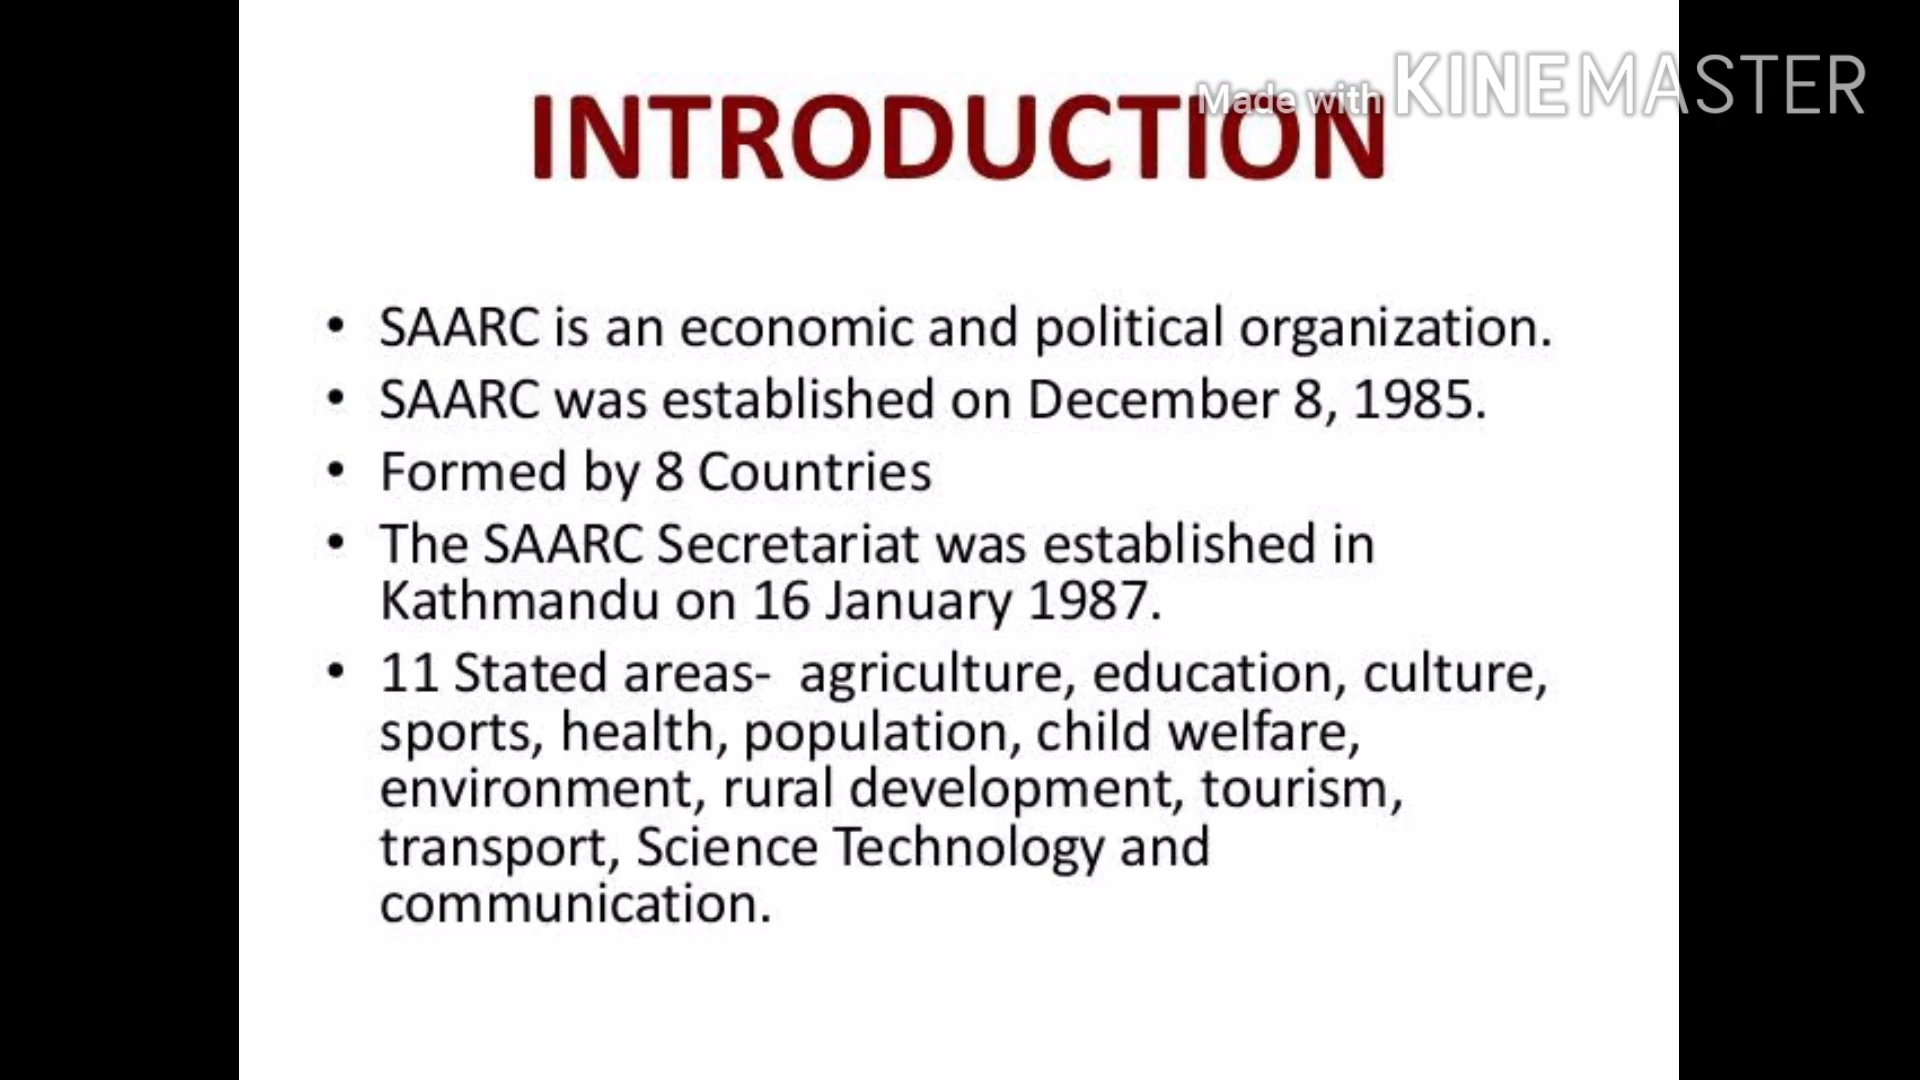 Made with KINEMASTER
INTRODUCTION
• SAARC is an economic and political organization.
• SAARC was established on December 8, 1985.
• Formed by 8 Countries
• The SAARC Secretariat was established in
Kathmandu on 16 January 1987.
• 11 Stated areas-  agriculture, education, culture,
sports, health, population, child welfare,
environment, rural development, tourism,
transport, Science Technology and
communication.